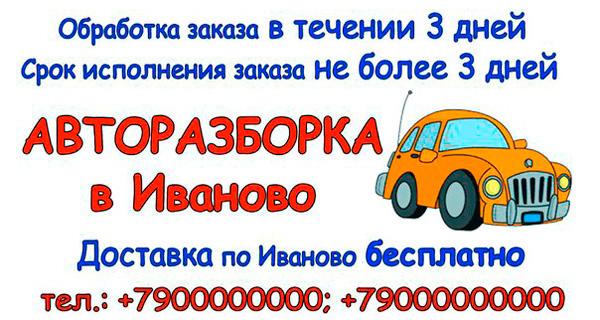 Обработка заказа в течении 3 дней
Срок исполнения заказа не более 3 дней
АВТОРАЗБОРКА
в Иваново
Доставка по Иваново бесплатно
тел.: +7900000000; +79000000000